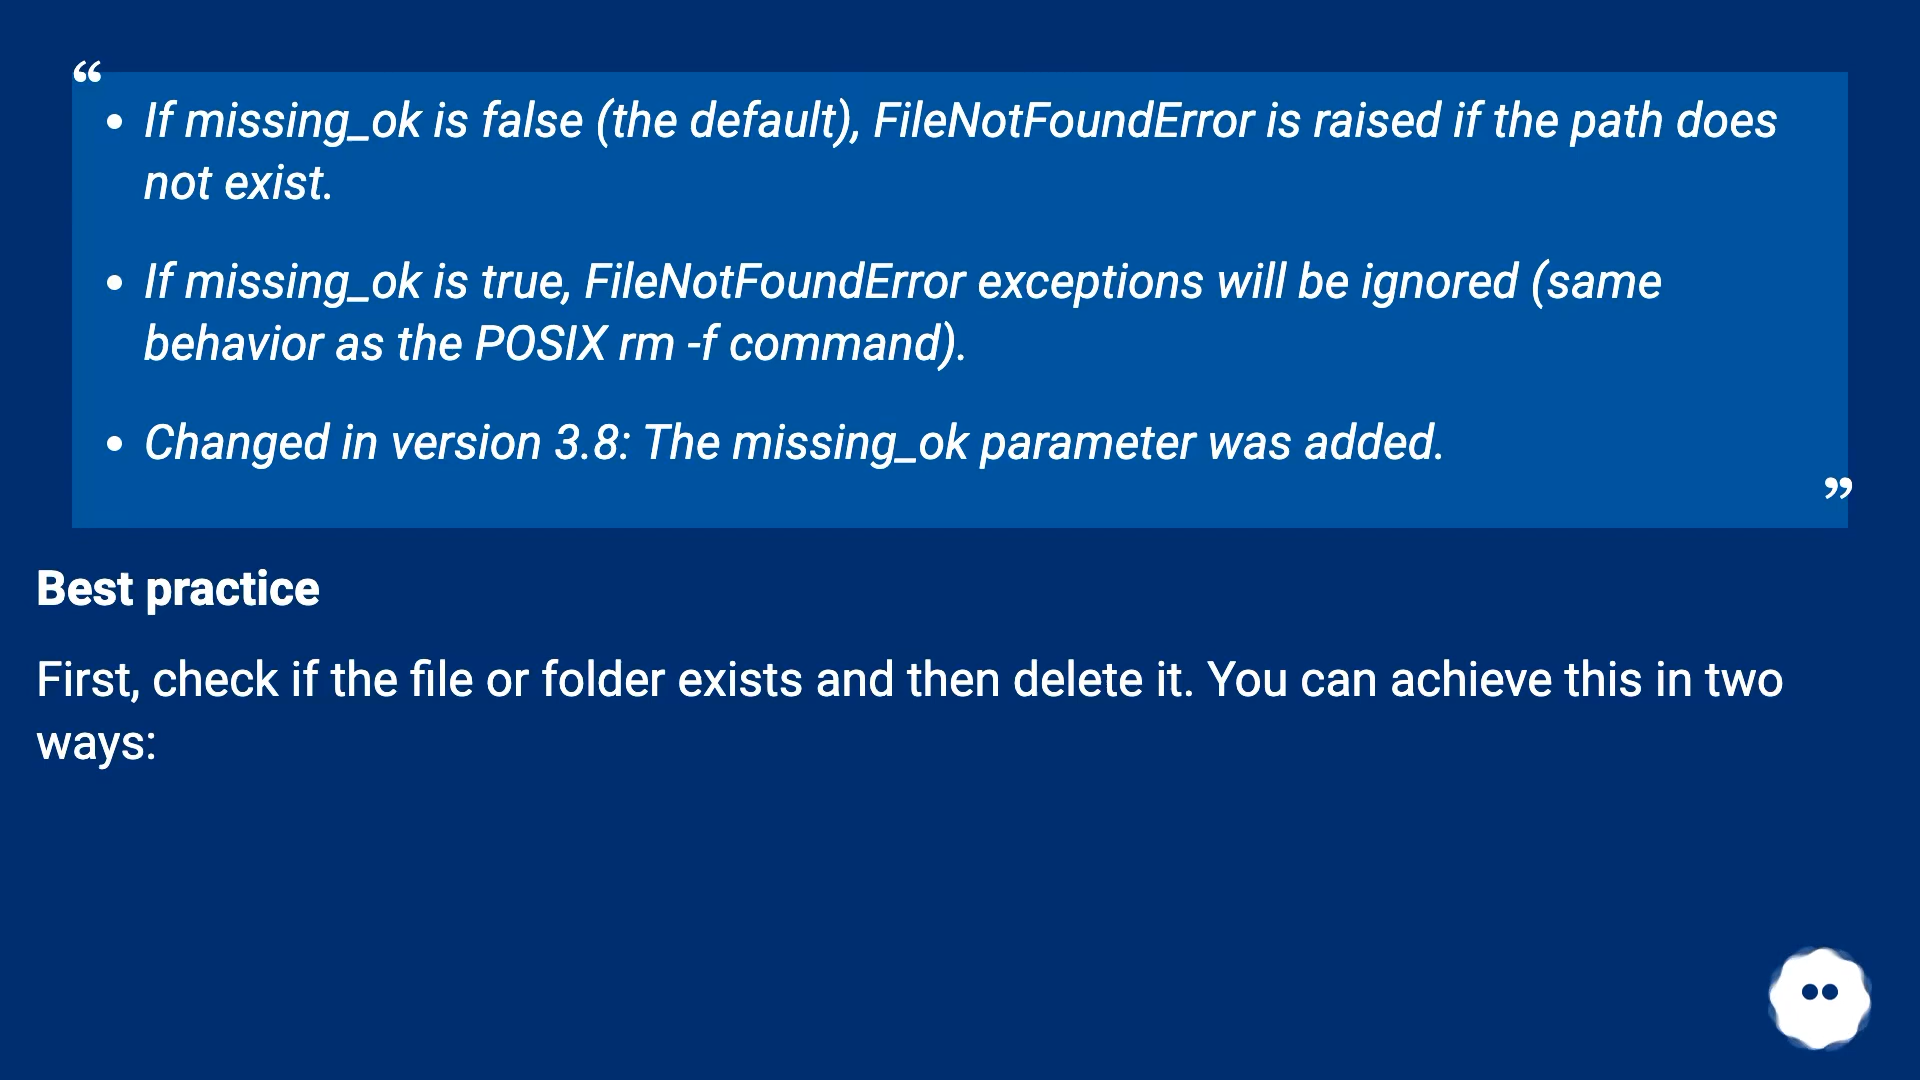 “
• If missing_ok is false (the default), FileNotFoundError is raised if the path does
not exist.
• If missing_ok is true, FileNotFoundError exceptions will be ignored (same
behavior as the POSIX rm -f command).
• Changed in version 3.8: The missing_ok parameter was added.
”
Best practice
First, check if the file or folder exists and then delete it. You can achieve this in two
ways: